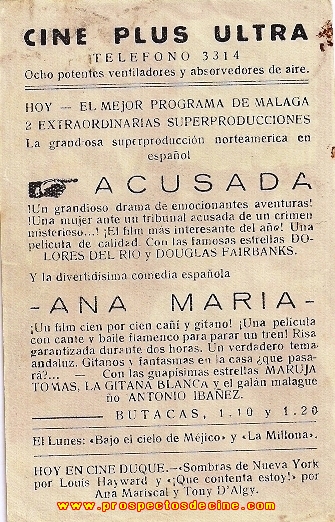 CINE PLUS ULTRA
TELEFONO 3314
Ocho potentes ventiladores y absorvedores de aire.
HOY — EL MEJOR PROGRAMA DE MALAGA
2 EXTRAORDINARIAS SUPERPRODUCCIONES
La grandiosa superproducción norteamerica en
español
ACUSADA
¡Un grandioso drama de emocionantes aventuras!
¡Una mujer ante un tribunal acusada de un crimen
misterioso...! ¡El film más interesante del año! Una
película de calidad. Con las famosas estrellas DO-
LORES DEL RIO y DOUGLAS FAIRBANKS.
Y la divertidísima comedia española
-ANA MARIA-
¡Un film cien por cien cañí y gitano! ¡Una película
con cante y baile flamenco para parar un tren! Risa
garantizada durante dos horas. Un verdadero tema
andaluz. Gitanos y fantasmas en la casa ¿que pasa-
rá?... Con las guapísimas estrellas MARUJA
TOMAS, LA GITANA BLANCA y el galán malague
ño ANTONIO IBAÑEZ.
BUTACAS, 1.10 y 1.20
El Lunes: «Bajo el cielo de Méjico» y «La Millona».
HOY EN CINE DUQUE.—«Sombras de Nueva York
por Louis Hayward y «¡Que contenta estoy!» por
Ana Mariscal y Tony D'Algy.
www.prospectosdecine.com